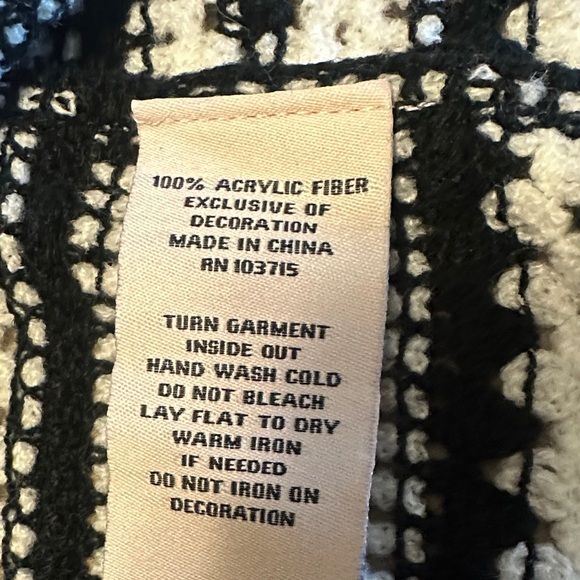 100% ACRYLIC FIBER
EXCLUSIVE OF
DECORATION
MADE IN CHINA
RN 103715
TURN GARMENT
INSIDE OUT
HAND WASH COLD
DO NOT BLEACH
LAY FLAT TO DRY
WARM IRON
IF NEEDED
DO NOT IRON ON
DECORATION